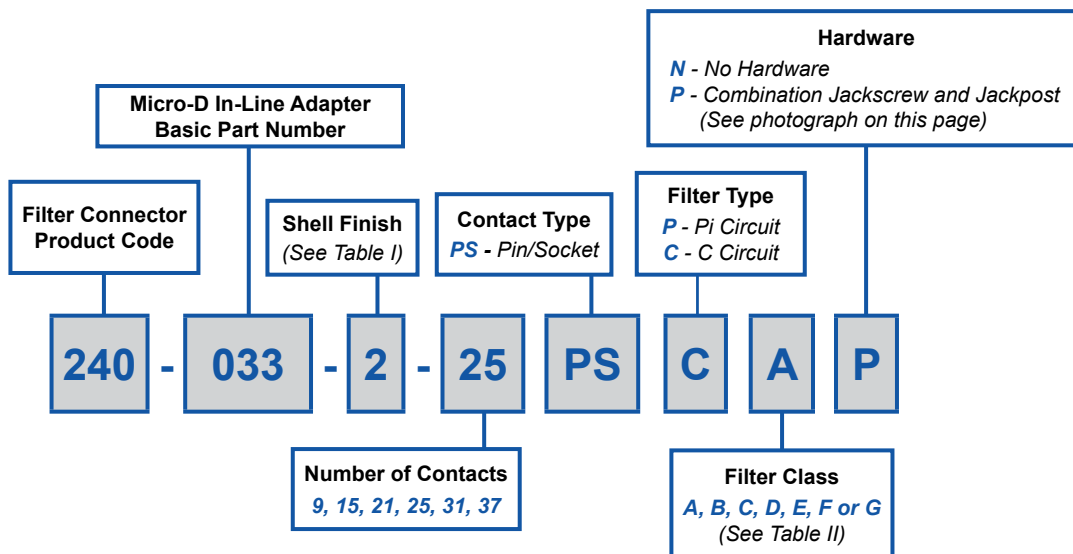 Hardware
N - No Hardware
P - Combination Jackscrew and Jackpost
(See photograph on this page)
Micro-D In-Line Adapter
Basic Part Number
Filter Connector
Product Code
Shell Finish
(See Table I)
Contact Type
PS - Pin/Socket
Filter Type
P - Pi Circuit
C - C Circuit
240 - 033 - 2 - 25 PS C A P
Number of Contacts
9, 15, 21, 25, 31, 37
Filter Class
A, B, C, D, E, F or G
(See Table II)